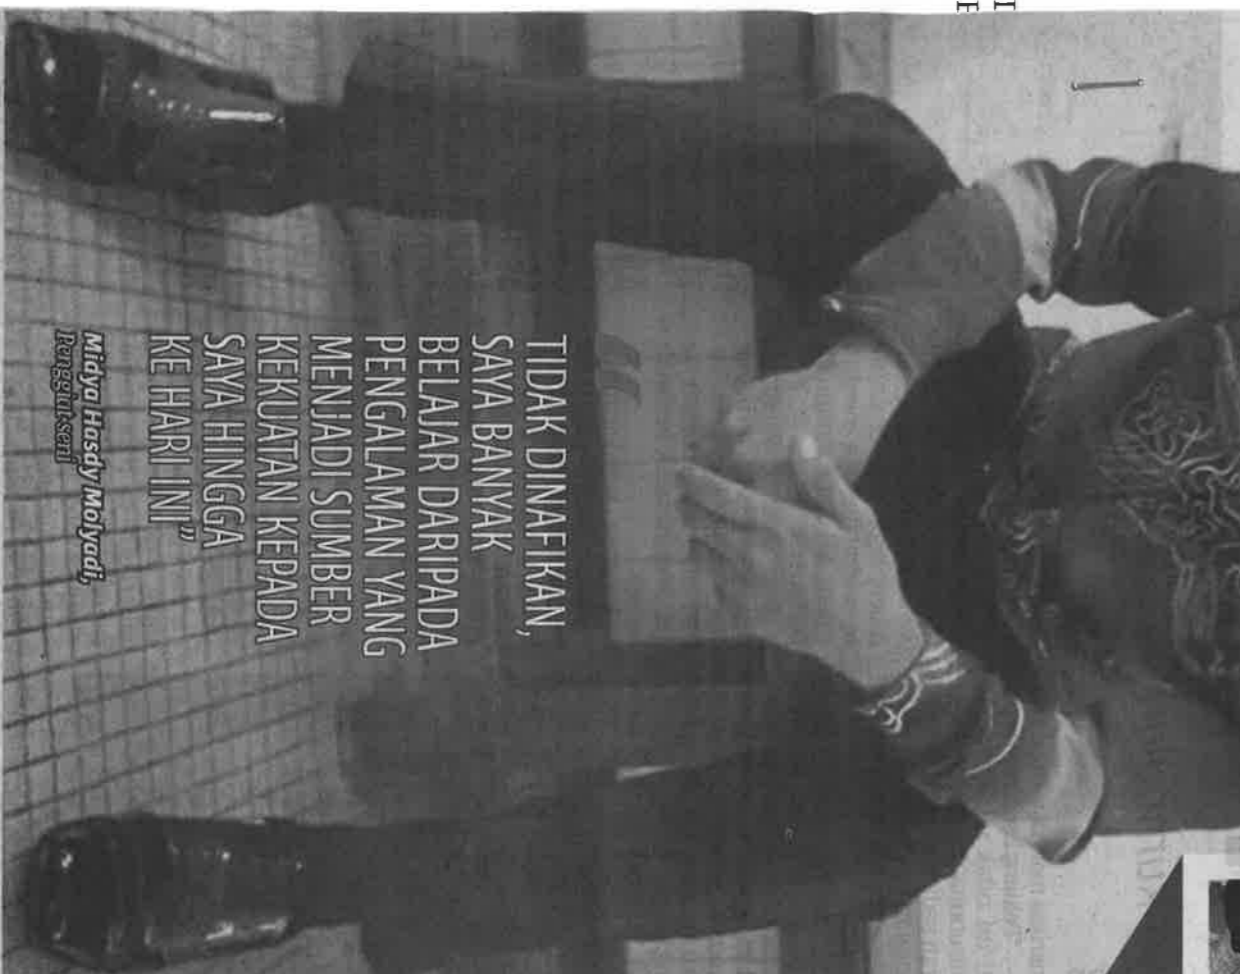 TIDAK DINAFIKAN,
SAYA BANYAK
BELAJAR DARIPADA
PENGALAMAN YANG
MENJADI SUMBER
KEKUATAN KEPADA
SAYA HINGGA
KE HARI INI”
Midya Hasdy Molyadi,
Penggiat seni